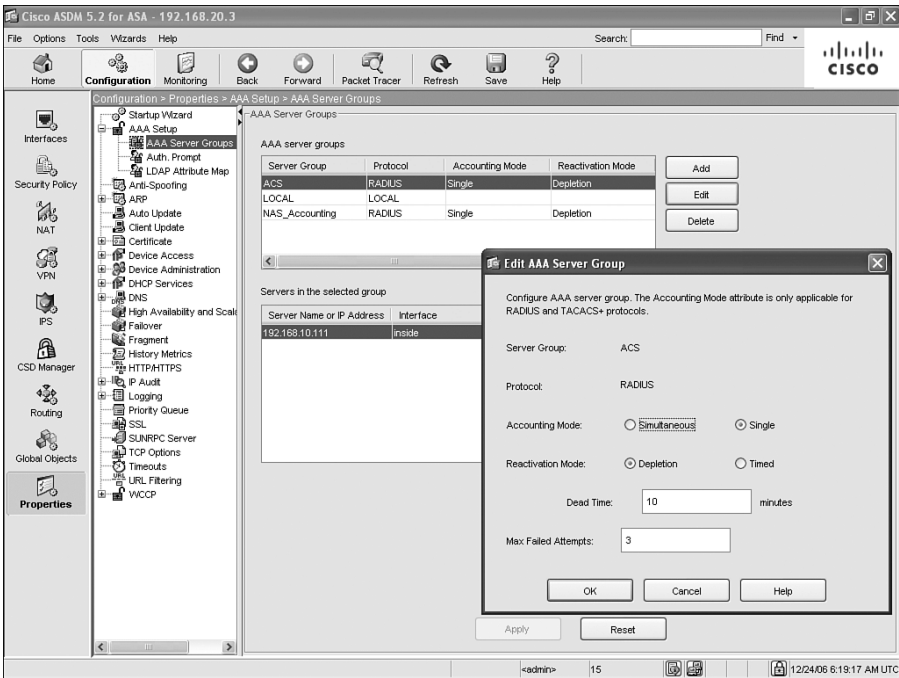 Cisco ASDM 5.2 for ASA - 192.168.20.3
File Options Tools Wizards Help
Search:
Find
Home
Configuration
Monitoring
Back
Forward
Packet Tracer
Refresh
Save
Help
CISCO
Configuration > Properties > AAA Setup > AAA Server Groups
Interfaces
Security Policy
NAT
VPN
IPS
CSD Manager
Routing
Global Objects
Properties
Startup Wizard
AAA Setup
AAA Server Groups
Auth. Prompt
LDAP Attribute Map
Anti-Spoofing
ARP
Auto Update
Client Update
Certificate
Device Access
Device Administration
DHCP Services
DNS
High Availability and Scala
Failover
Fragment
History Metrics
HTTP/HTTPS
IP Audit
Logging
Priority Queue
SSL
SUNRPC Server
TCP Options
Timeouts
URL Filtering
WCCP
AAA Server Groups
AAA server groups
Server Group Protocol Accounting Mode Reactivation Mode
ACS RADIUS Single Depletion
LOCAL LOCAL
NAS_Accounting RADIUS Single Depletion
Add
Edit
Delete
Servers in the selected group
Server Name or IP Address Interface
192.168.10.111 inside
Edit AAA Server Group
Configure AAA server group. The Accounting Mode attribute is only applicable for
RADIUS and TACACS+ protocols.
Server Group: ACS
Protocol: RADIUS
Accounting Mode: Simultaneous Single
Reactivation Mode: Depletion Timed
Dead Time: 10 minutes
Max Failed Attempts: 3
OK Cancel Help
Apply Reset
<admin> 15 12/24/06 6:19:17 AM UTC